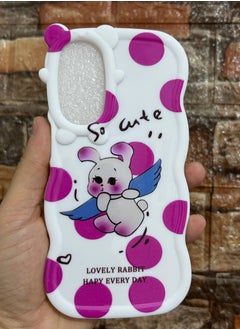 So cute
LOVELY RABBIT
HAPY EVERY DAY